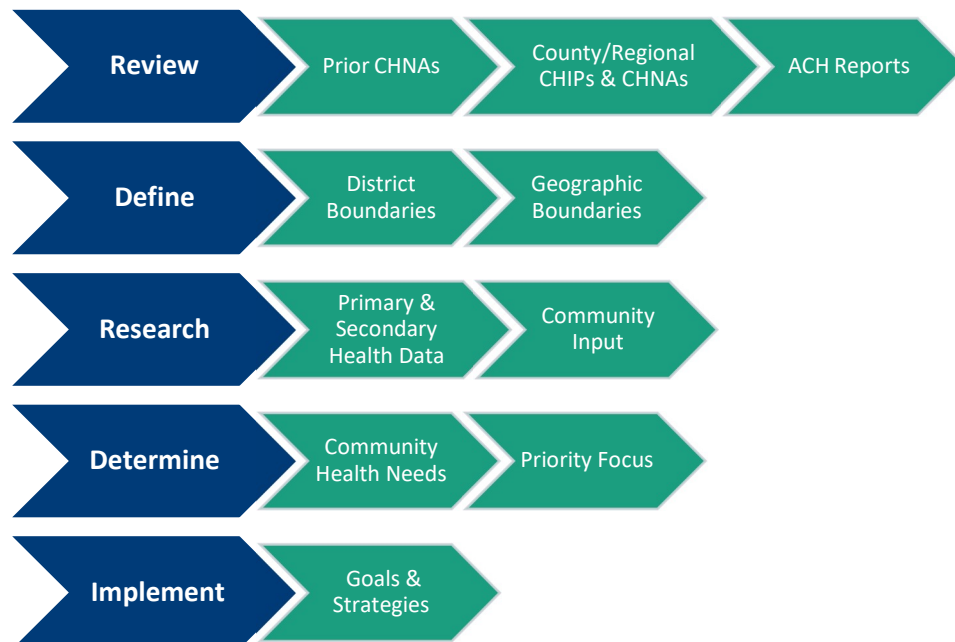 Review
Prior CHNAs
County/Regional
CHIPs & CHNAs
ACH Reports
Define
District
Boundaries
Geographic
Boundaries
Research
Primary &
Secondary
Health Data
Community
Input
Determine
Community
Health Needs
Priority Focus
Implement
Goals &
Strategies